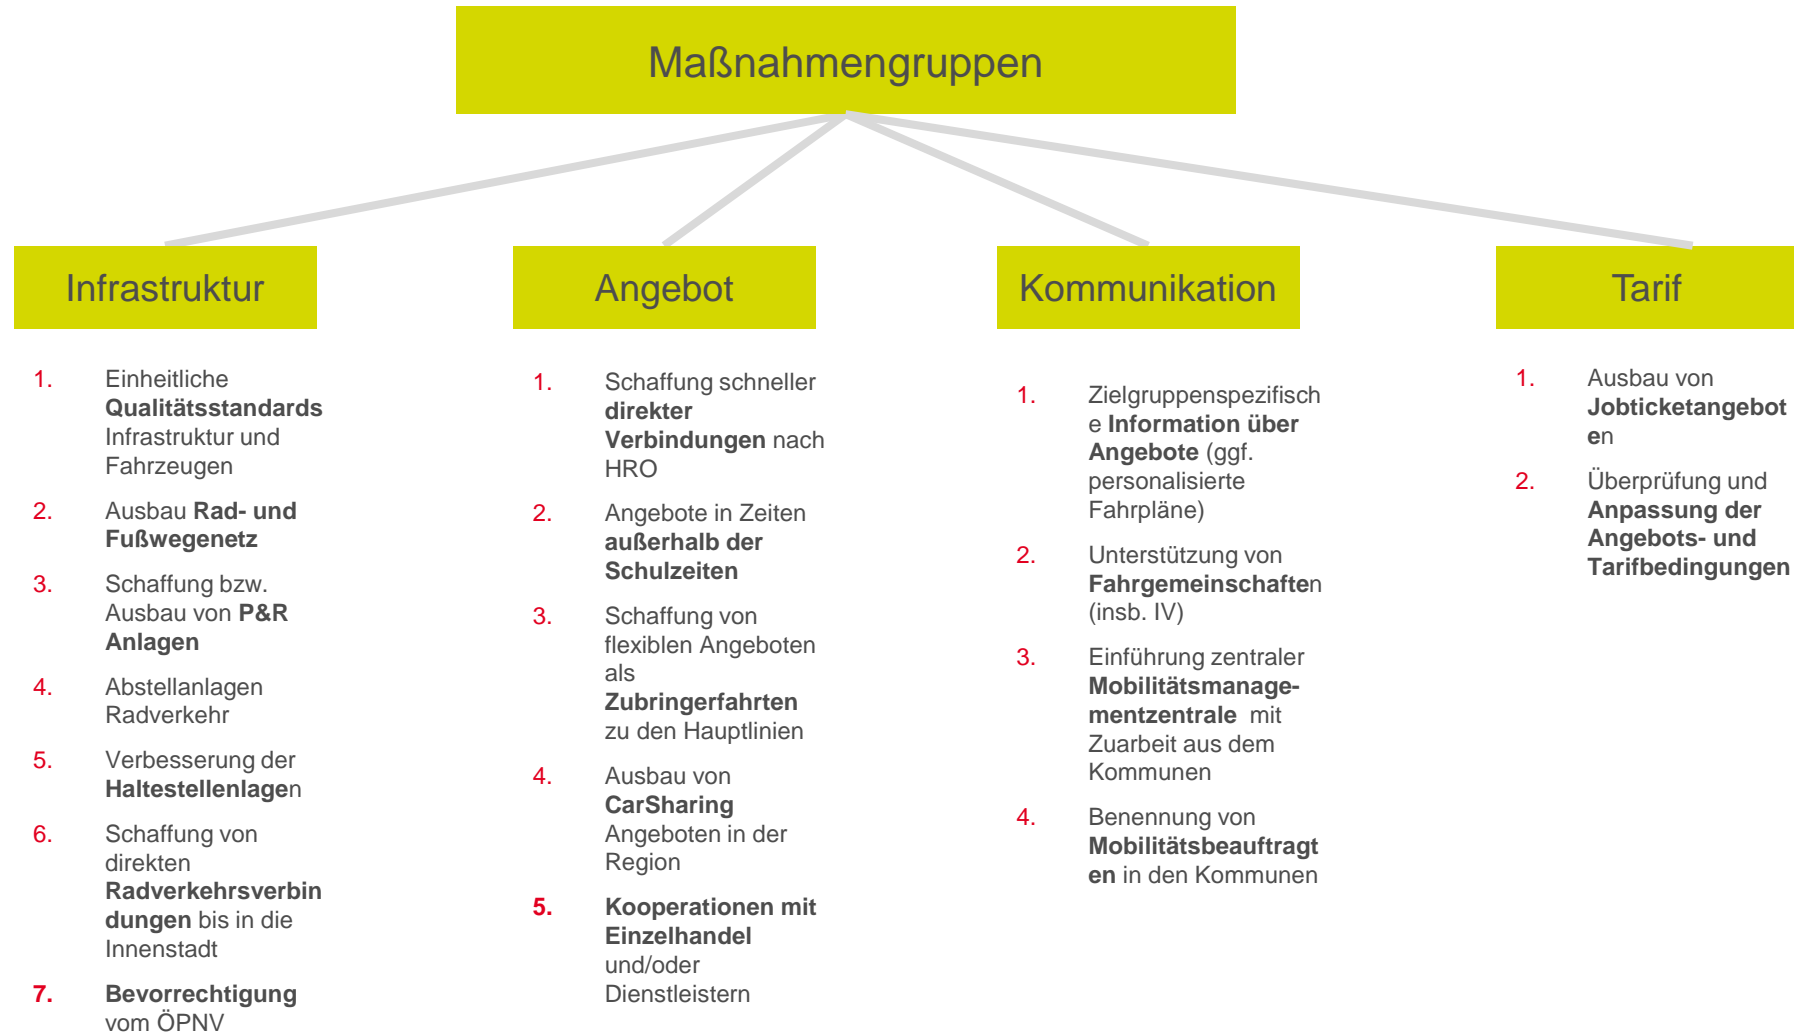 Maßnahmengruppen
Infrastruktur
1. Einheitliche
Qualitätsstandards
Infrastruktur und
Fahrzeugen
2. Ausbau Rad- und
Fußwegenetz
3. Schaffung bzw.
Ausbau von P&R
Anlagen
4. Abstellanlagen
Radverkehr
5. Verbesserung der
Haltestellenlagen
6. Schaffung von
direkten
Radverkehrsverbin
dungen bis in die
Innenstadt
7. Bevorrechtigung
vom ÖPNV
Angebot
1. Schaffung schneller
direkter
Verbindungen nach
HRO
2. Angebote in Zeiten
außerhalb der
Schulzeiten
3. Schaffung von
flexiblen Angeboten
als
Zubringerfahrten
zu den Hauptlinien
4. Ausbau von
CarSharing
Angeboten in der
Region
5. Kooperationen mit
Einzelhandel
und/oder
Dienstleistern
Kommunikation
1. Zielgruppenspezifisch
e Information über
Angebote (ggf.
personalisierte
Fahrpläne)
2. Unterstützung von
Fahrgemeinschaften
(insb. IV)
3. Einführung zentraler
Mobilitätsmanage-
mentzentrale mit
Zuarbeit aus dem
Kommunen
4. Benennung von
Mobilitätsbeauftragt
en in den Kommunen
Tarif
1. Ausbau von
Jobticketangebot
en
2. Überprüfung und
Anpassung der
Angebots- und
Tarifbedingungen